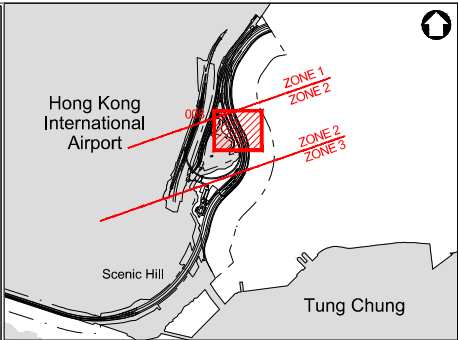 ZONE 1
ZONE 2
Hong Kong
International
Airport
ZONE 2
ZONE 3
Scenic Hill
Tung Chung